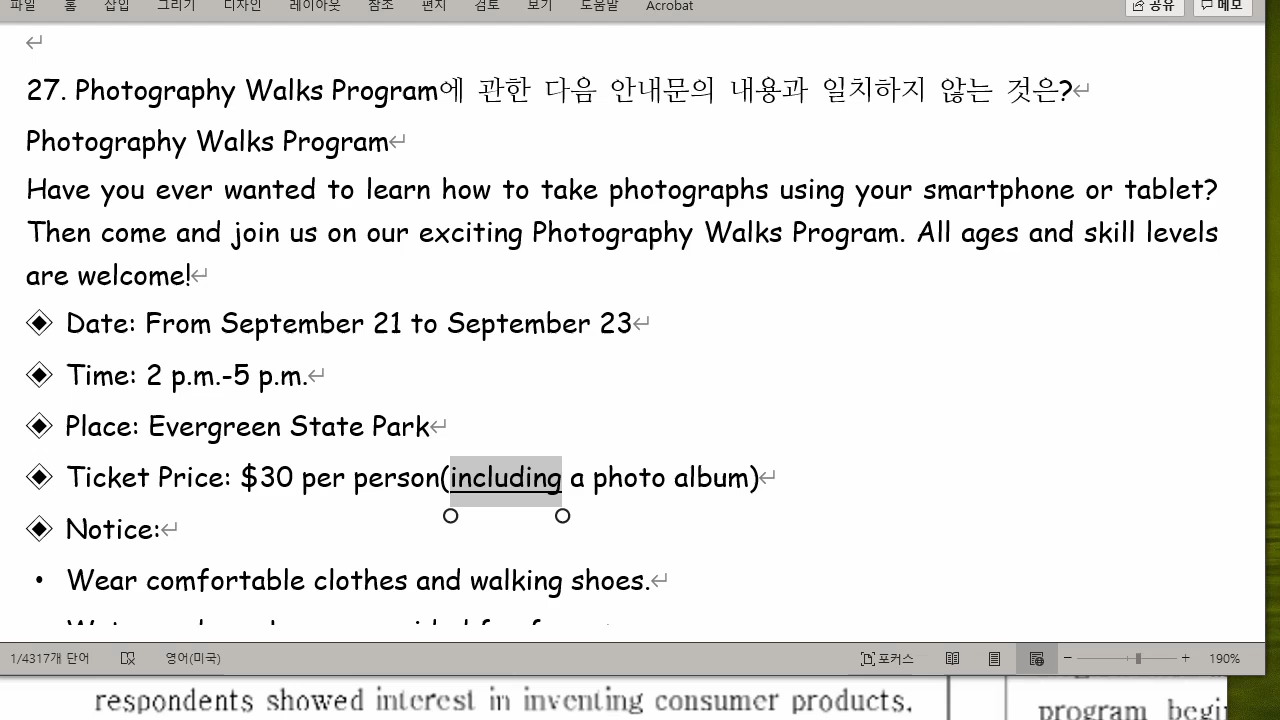 파일 홈 삽입 그리기 디자인 레이아웃 참조 편지 검토 보기 도움말 Acrobat 공유 메모
27. Photography Walks Program에 관한 다음 안내문의 내용과 일치하지 않는 것은?
Photography Walks Program
Have you ever wanted to learn how to take photographs using your smartphone or tablet?
Then come and join us on our exciting Photography Walks Program. All ages and skill levels
are welcome!
◈ Date: From September 21 to September 23
◈ Time: 2 p.m.-5 p.m.
◈ Place: Evergreen State Park
◈ Ticket Price: $30 per person(including a photo album)
◈ Notice:
• Wear comfortable clothes and walking shoes.
1/4317개 단어 영어(미국) 포커스 190%
respondents showed interest in inventing consumer products.
program